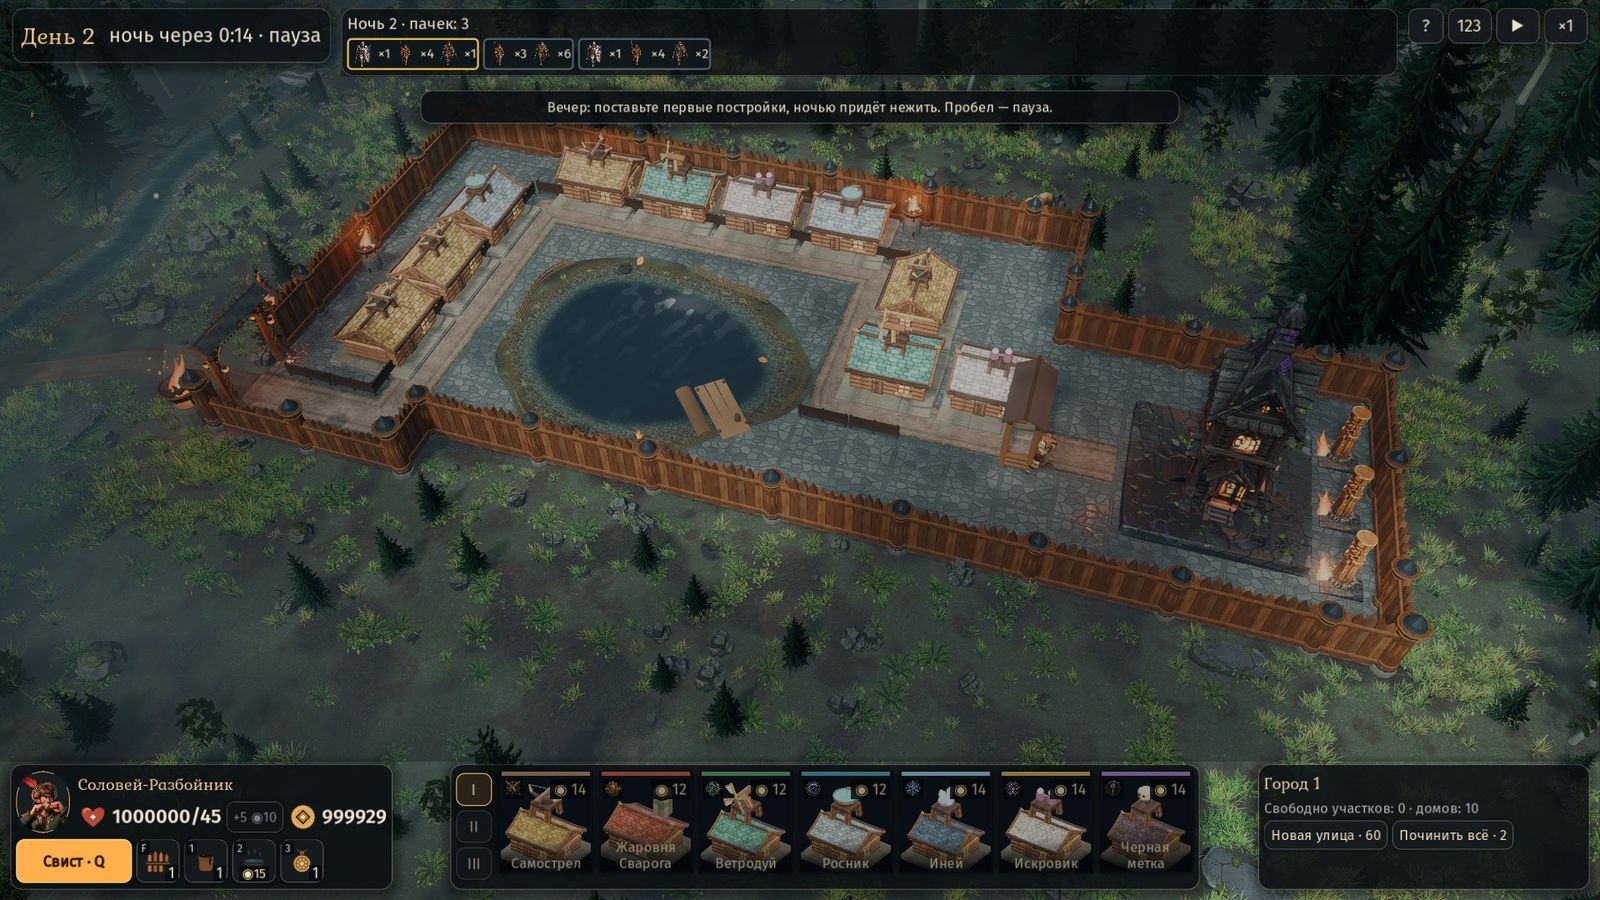 День 2 ночь через 0:14 · пауза
Ночь 2 · пачек: 3
×1 ×4 ×1 ×3 ×6 ×1 ×4 ×2
? 123 ×1
Вечер: поставьте первые постройки, ночью придёт нежить. Пробел — пауза.
Соловей-Разбойник
1000000/45 +5 10 999929
Свист · Q
F 1
1 1
2 15
3 1
I
II
III
14 12 12 12 14 14 14
Самострел
Жаровня Сварога
Ветродуй
Росник
Иней
Искровик
Черная метка
Город 1
Свободно участков: 0 · домов: 10
Новая улица · 60 Починить всё · 2